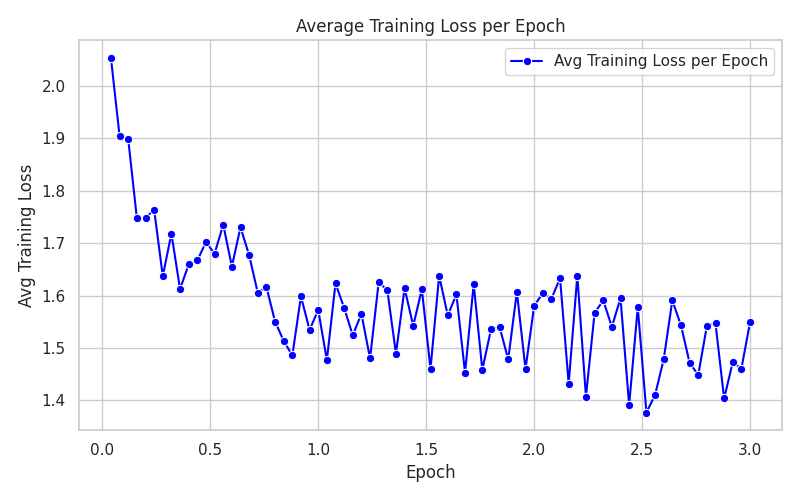 Average Training Loss per Epoch
Avg Training Loss per Epoch
Avg Training Loss
2.0
1.9
1.8
1.7
1.6
1.5
1.4
0.0 0.5 1.0 1.5 2.0 2.5 3.0
Epoch